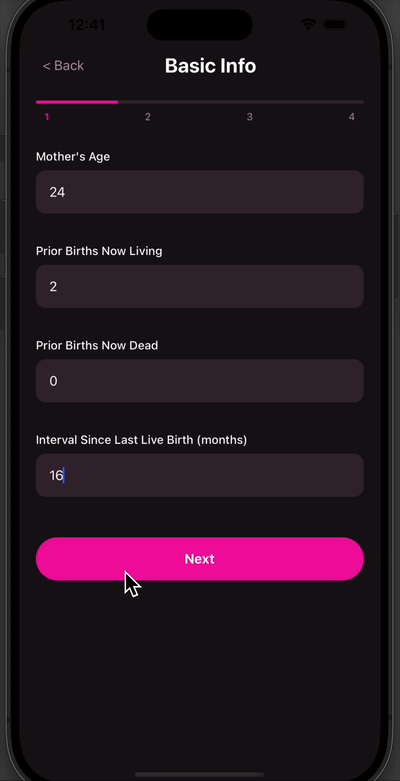 12:41
< Back
Basic Info
1 2 3 4
Mother's Age
24
Prior Births Now Living
2
Prior Births Now Dead
0
Interval Since Last Live Birth (months)
16
Next